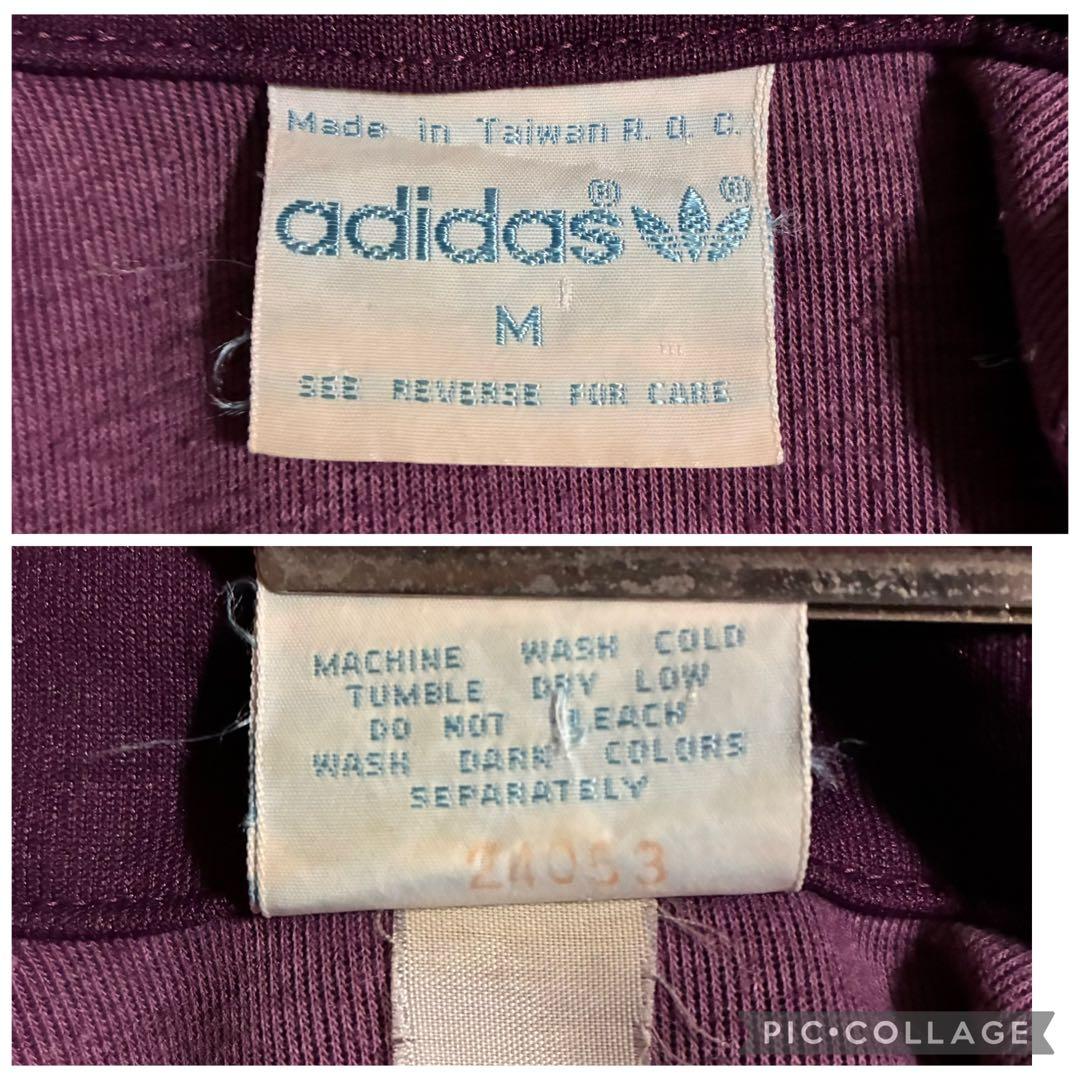 Made in Taiwan R.O.C.
adidas® ®
M
SEE REVERSE FOR CARE
MACHINE WASH COLD
TUMBLE DRY LOW
DO NOT BLEACH
WASH DARK COLORS
SEPARATELY
24053
PIC•COLLAGE